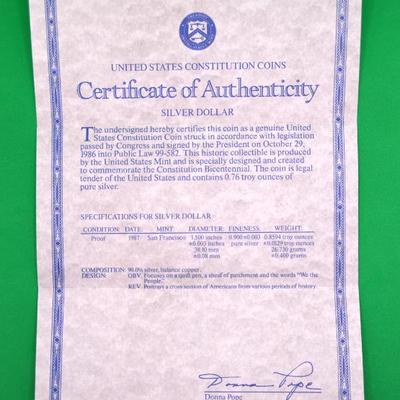 UNITED STATES CONSTITUTION COINS
Certificate of Authenticity
SILVER DOLLAR
The undersigned hereby certifies this coin as a genuine United
States Constitution Coin struck in accordance with legislation
passed by Congress and signed by the President on October 29,
1986 into Public Law 99-582. This historic collectible is produced
by the United States Mint and is specially designed and created
to commemorate the Constitution Bicentennial. The coin is legal
tender of the United States and contains 0.76 troy ounces of
pure silver.
SPECIFICATIONS FOR SILVER DOLLAR
CONDITION: DATE: MINT: DIAMETER: FINENESS: WEIGHT:
Proof 1987 San Francisco 1.500 inches 0.900±0.003 0.8594 troy ounces
±0.003 inches pure silver ±0.0129 troy ounces
38.10 mm 26.730 grams
±0.08 mm ±0.400 grams
COMPOSITION: 90.0% silver, balance copper.
DESIGN: OBV. Focuses on a quill pen, a sheaf of parchment and the words "We the
People."
REV. Portrays a cross section of Americans from various periods of history.
Donna Pope
Donna Pope